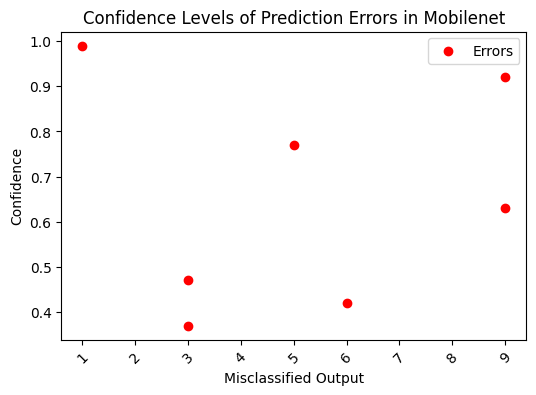 Confidence Levels of Prediction Errors in Mobilenet
Errors
Confidence
1.0
0.9
0.8
0.7
0.6
0.5
0.4
1 2 3 4 5 6 7 8 9
Misclassified Output